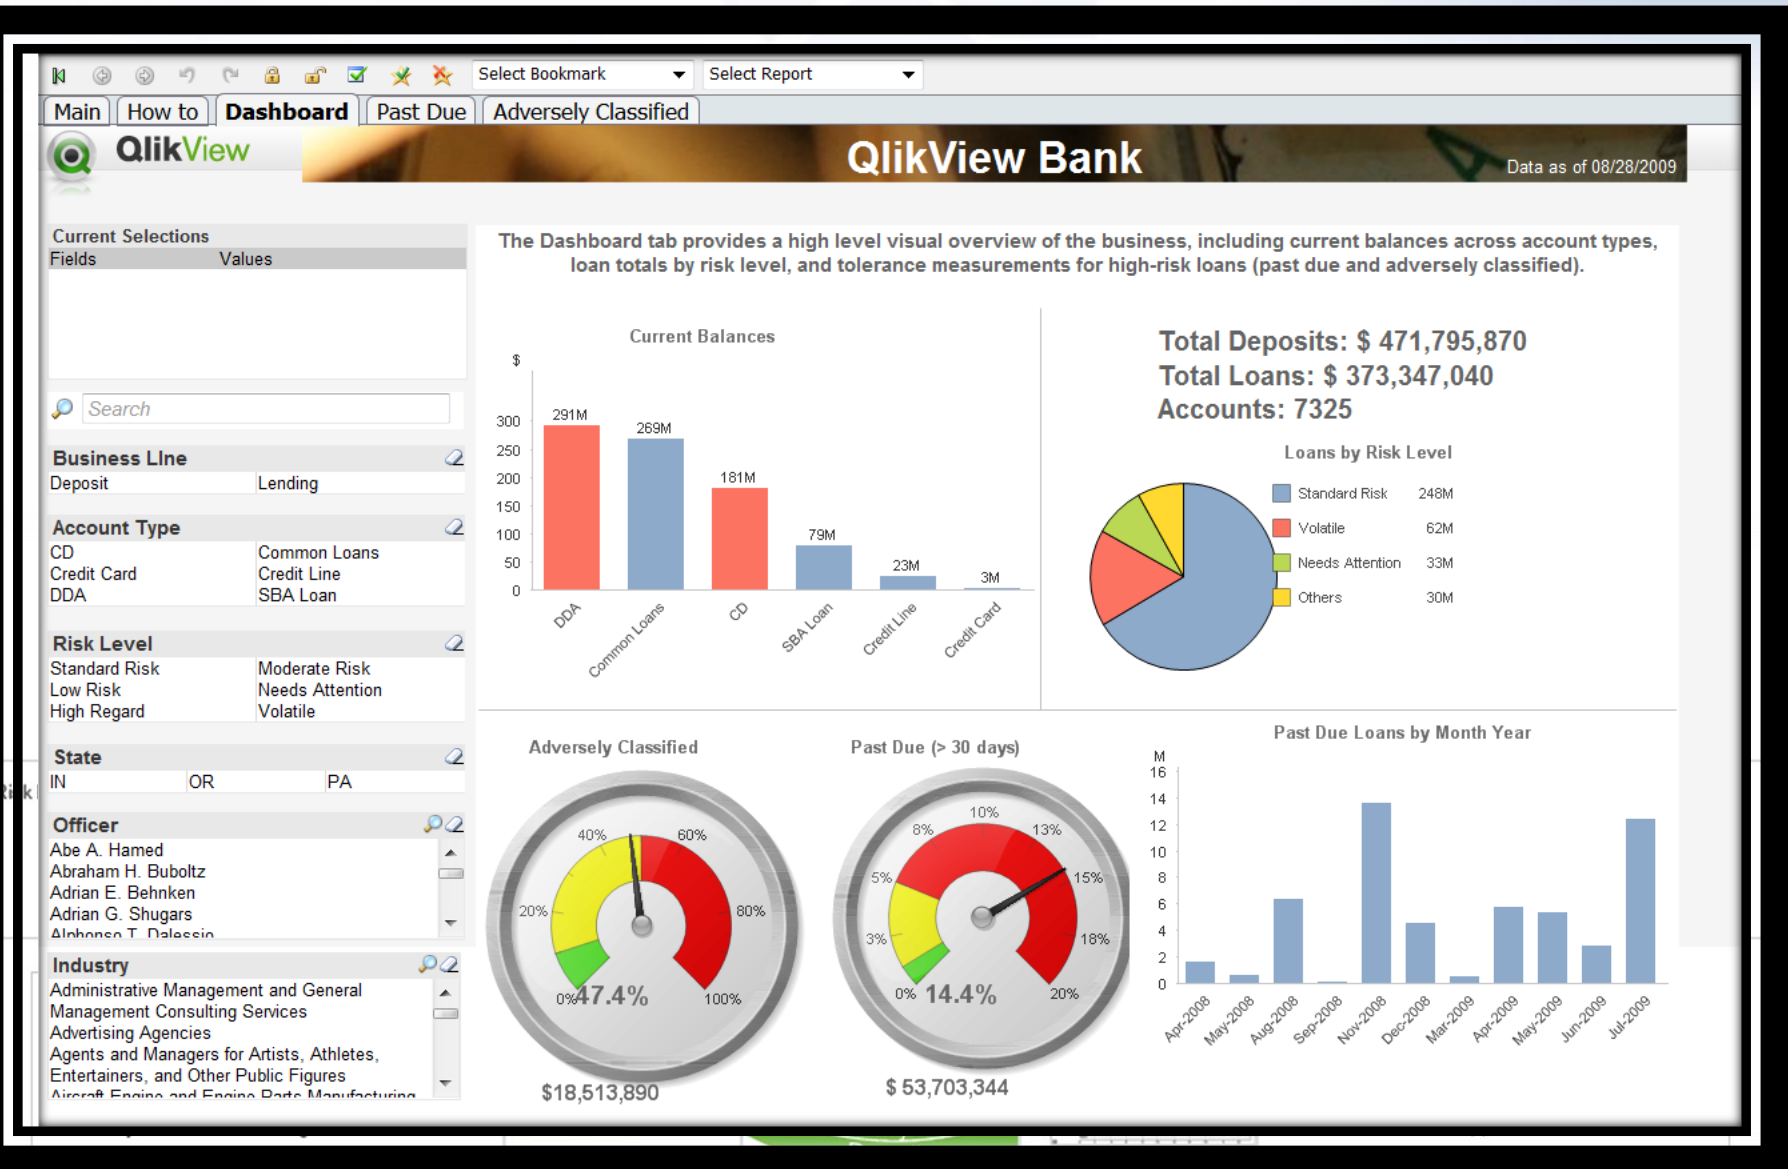 Select Bookmark
Select Report
Main
How to
Dashboard
Past Due
Adversely Classified
QlikView
QlikView Bank
Data as of 08/28/2009
Current Selections
Fields Values
Search
Business LIne
Deposit Lending
Account Type
CD Common Loans
Credit Card Credit Line
DDA SBA Loan
Risk Level
Standard Risk Moderate Risk
Low Risk Needs Attention
High Regard Volatile
State
IN OR PA
Officer
Abe A. Hamed
Abraham H. Buboltz
Adrian E. Behnken
Adrian G. Shugars
Alphonso T. Dalessio
Industry
Administrative Management and General
Management Consulting Services
Advertising Agencies
Agents and Managers for Artists, Athletes,
Entertainers, and Other Public Figures
Aircraft Engine and Engine Parts Manufacturing
The Dashboard tab provides a high level visual overview of the business, including current balances across account types,
loan totals by risk level, and tolerance measurements for high-risk loans (past due and adversely classified).
Current Balances
$
300
250
200
150
100
50
0
291M
269M
181M
79M
23M
3M
DDA
Common Loans
CD
SBA Loan
Credit Line
Credit Card
Total Deposits: $ 471,795,870
Total Loans: $ 373,347,040
Accounts: 7325
Loans by Risk Level
Standard Risk 248M
Volatile 62M
Needs Attention 33M
Others 30M
Adversely Classified
0%
20%
40%
60%
80%
100%
47.4%
$18,513,890
Past Due (> 30 days)
0%
3%
5%
8%
10%
13%
15%
18%
20%
14.4%
$ 53,703,344
Past Due Loans by Month Year
M
16
14
12
10
8
6
4
2
0
Apr-2008
May-2008
Aug-2008
Sep-2008
Nov-2008
Dec-2008
Mar-2009
Apr-2009
May-2009
Jun-2009
Jul-2009